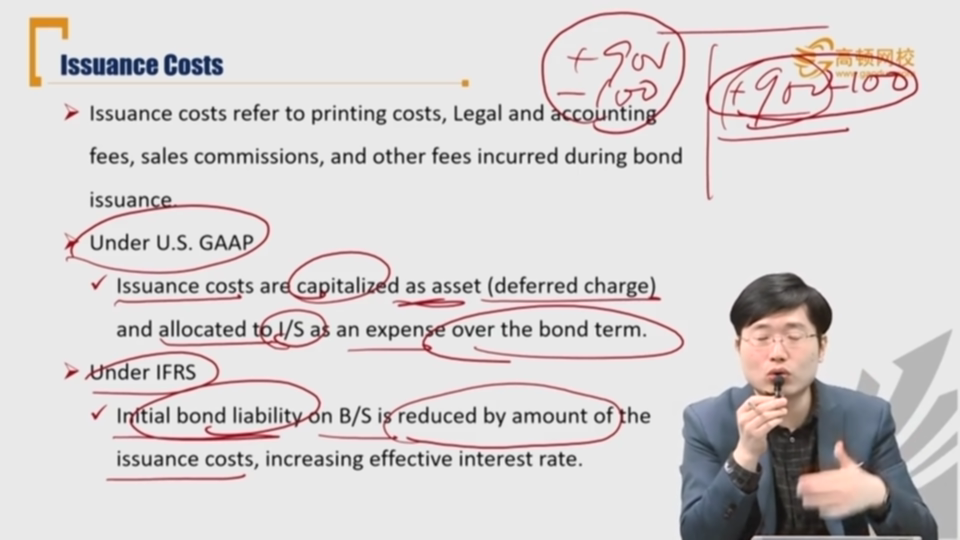 Issuance Costs
+900
-100
高顿网校
+900-100
➤ Issuance costs refer to printing costs, Legal and accounting
fees, sales commissions, and other fees incurred during bond
issuance.
➤ Under U.S. GAAP
✓ Issuance costs are capitalized as asset (deferred charge)
and allocated to I/S as an expense over the bond term.
➤ Under IFRS
✓ Initial bond liability on B/S is reduced by amount of the
issuance costs, increasing effective interest rate.